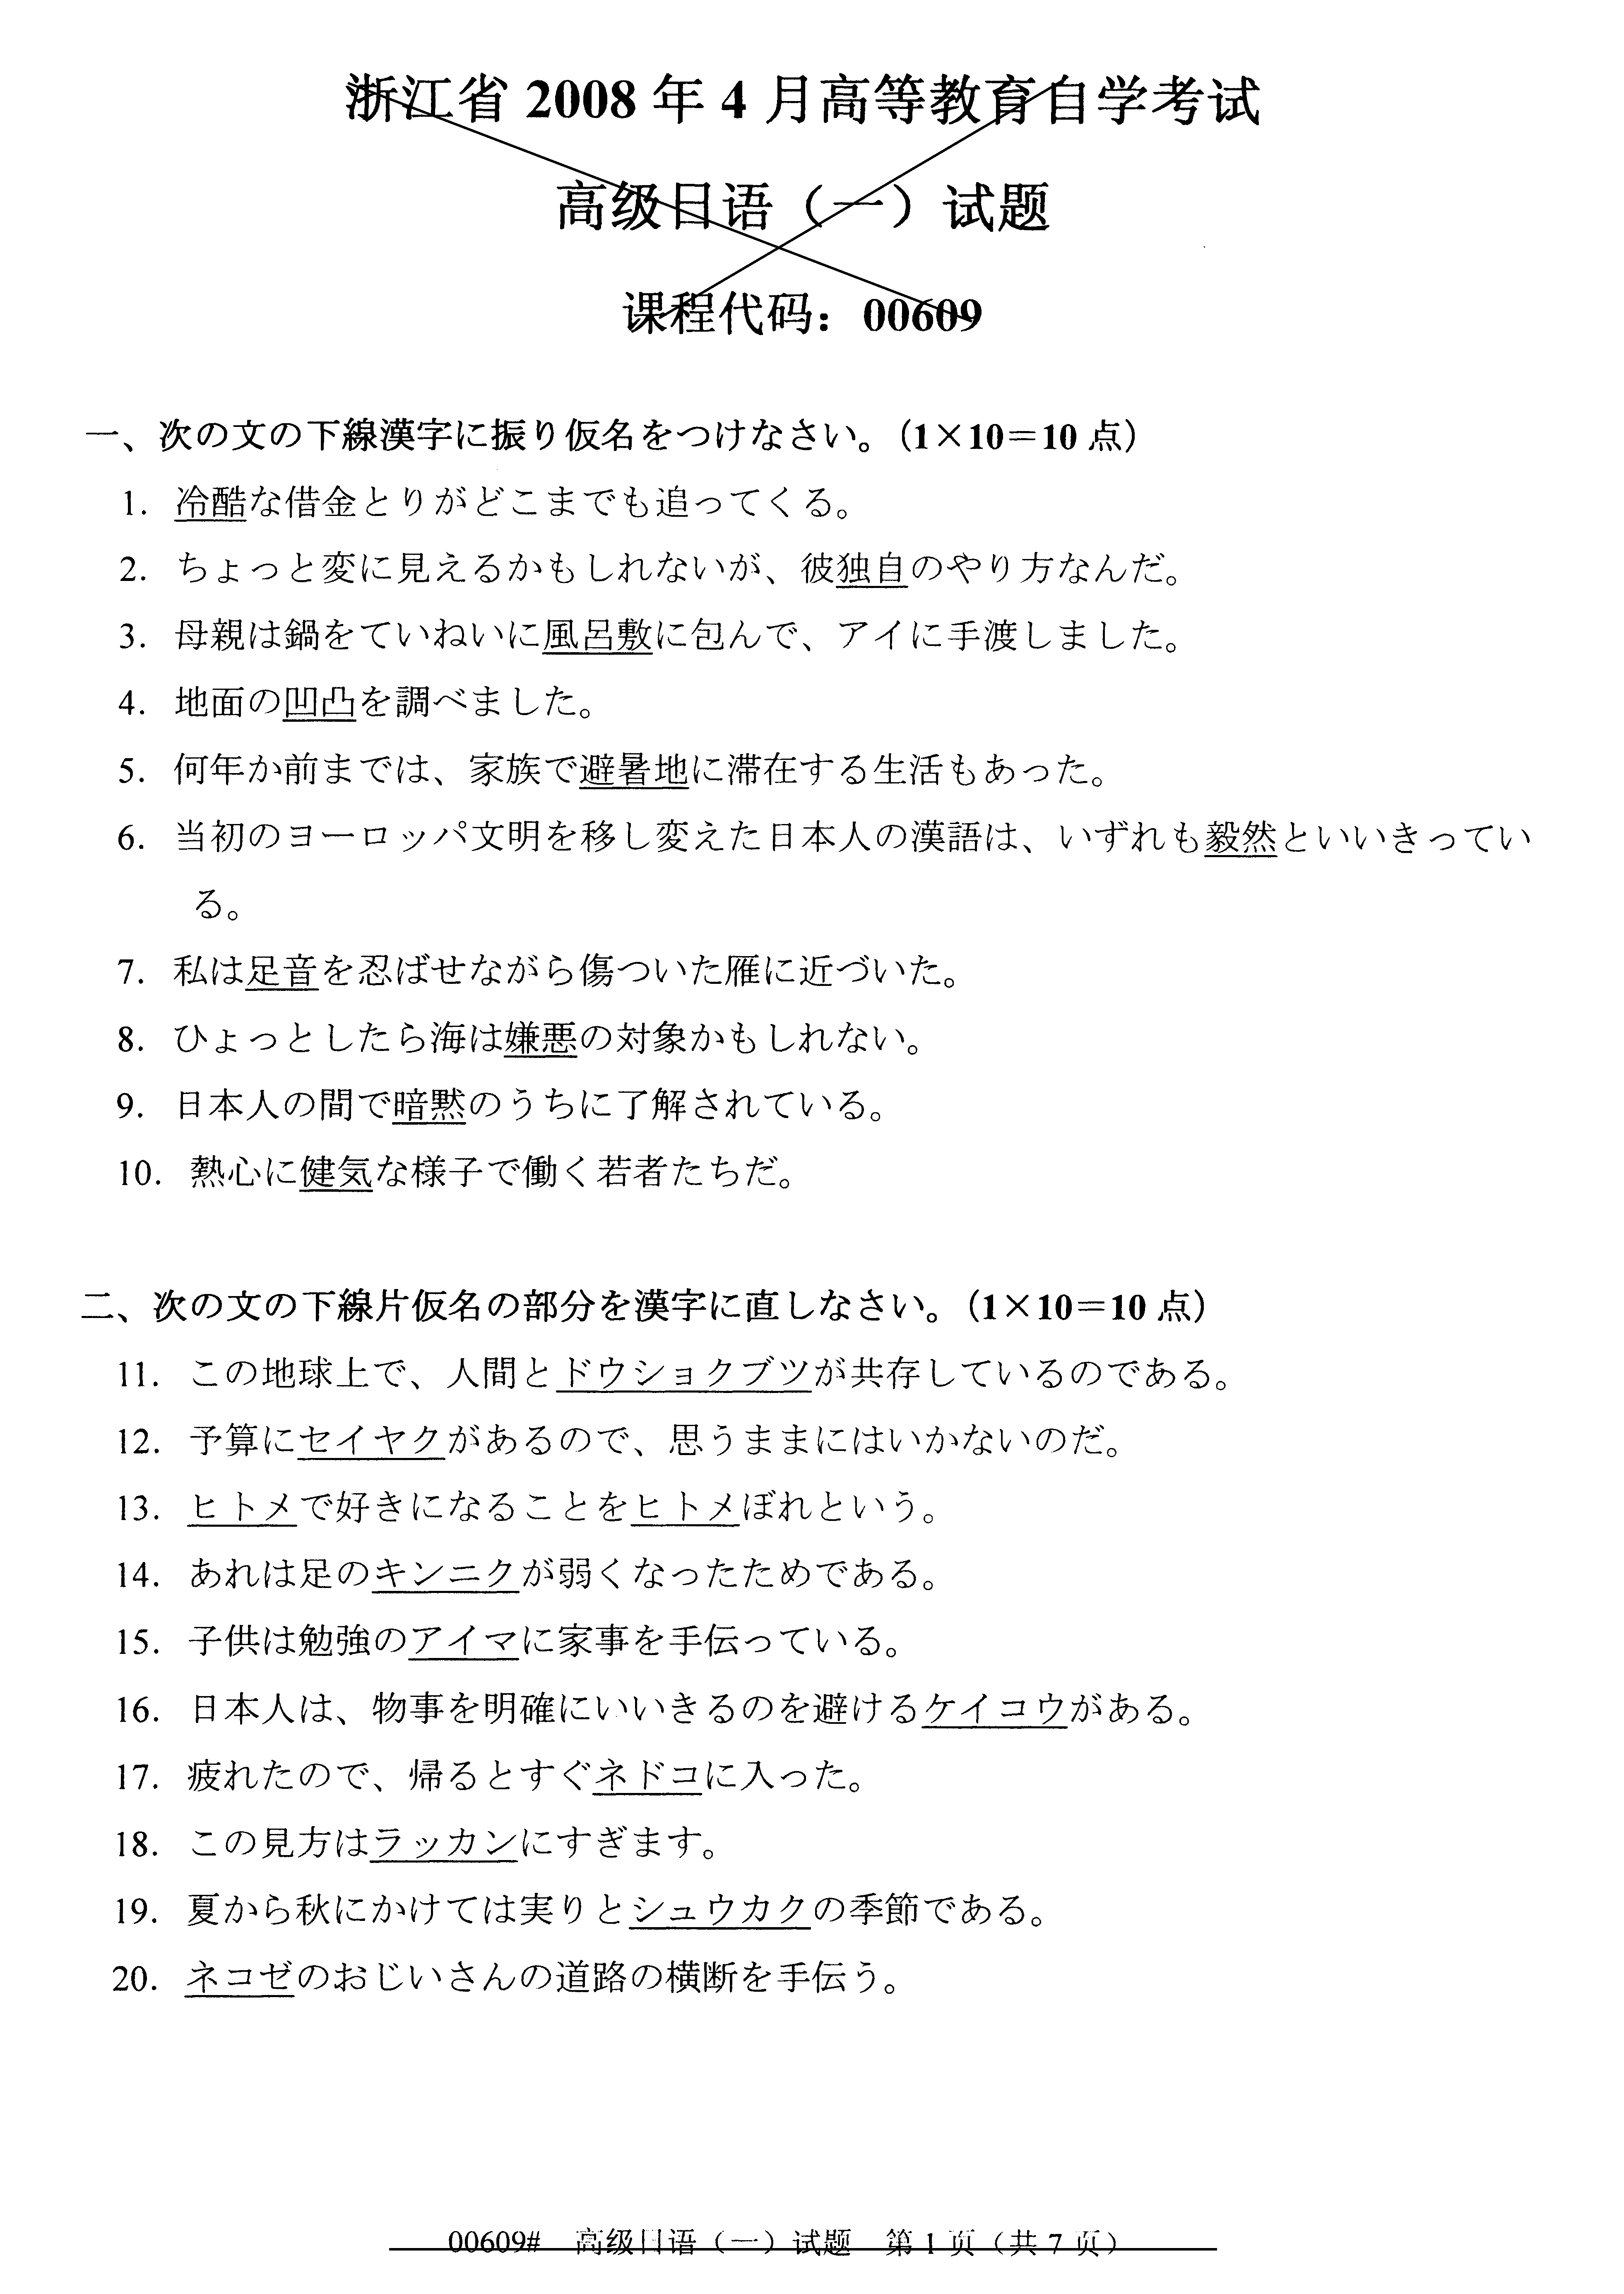 浙江省 2008 年 4 月高等教育自学考试
高级日语（一）试题
课程代码：00609
一、次の文の下線漢字に振り仮名をつけなさい。（1×10＝10 点）
1. 冷酷な借金とりがどこまでも追ってくる。
2. ちょっと変に見えるかもしれないが、彼独自のやり方なんだ。
3. 母親は鍋をていねいに風呂敷に包んで、アイに手渡しました。
4. 地面の凹凸を調べました。
5. 何年か前までは、家族で避暑地に滞在する生活もあった。
6. 当初のヨーロッパ文明を移し変えた日本人の漢語は、いずれも毅然といいきってい
る。
7. 私は足音を忍ばせながら傷ついた雁に近づいた。
8. ひょっとしたら海は嫌悪の対象かもしれない。
9. 日本人の間で暗黙のうちに了解されている。
10. 熱心に健気な様子で働く若者たちだ。
二、次の文の下線片仮名の部分を漢字に直しなさい。（1×10＝10 点）
11. この地球上で、人間とドウショクブツが共存しているのである。
12. 予算にセイヤクがあるので、思うままにはいかないのだ。
13. ヒトメで好きになることをヒトメぼれという。
14. あれは足のキンニクが弱くなったためである。
15. 子供は勉強のアイマに家事を手伝っている。
16. 日本人は、物事を明確にいいきるのを避けるケイコウがある。
17. 疲れたので、帰るとすぐネドコに入った。
18. この見方はラッカンにすぎます。
19. 夏から秋にかけては実りとシュウカクの季節である。
20. ネコゼのおじいさんの道路の横断を手伝う。
00609# 高级日语（一）试题 第 1 页（共 7 页）